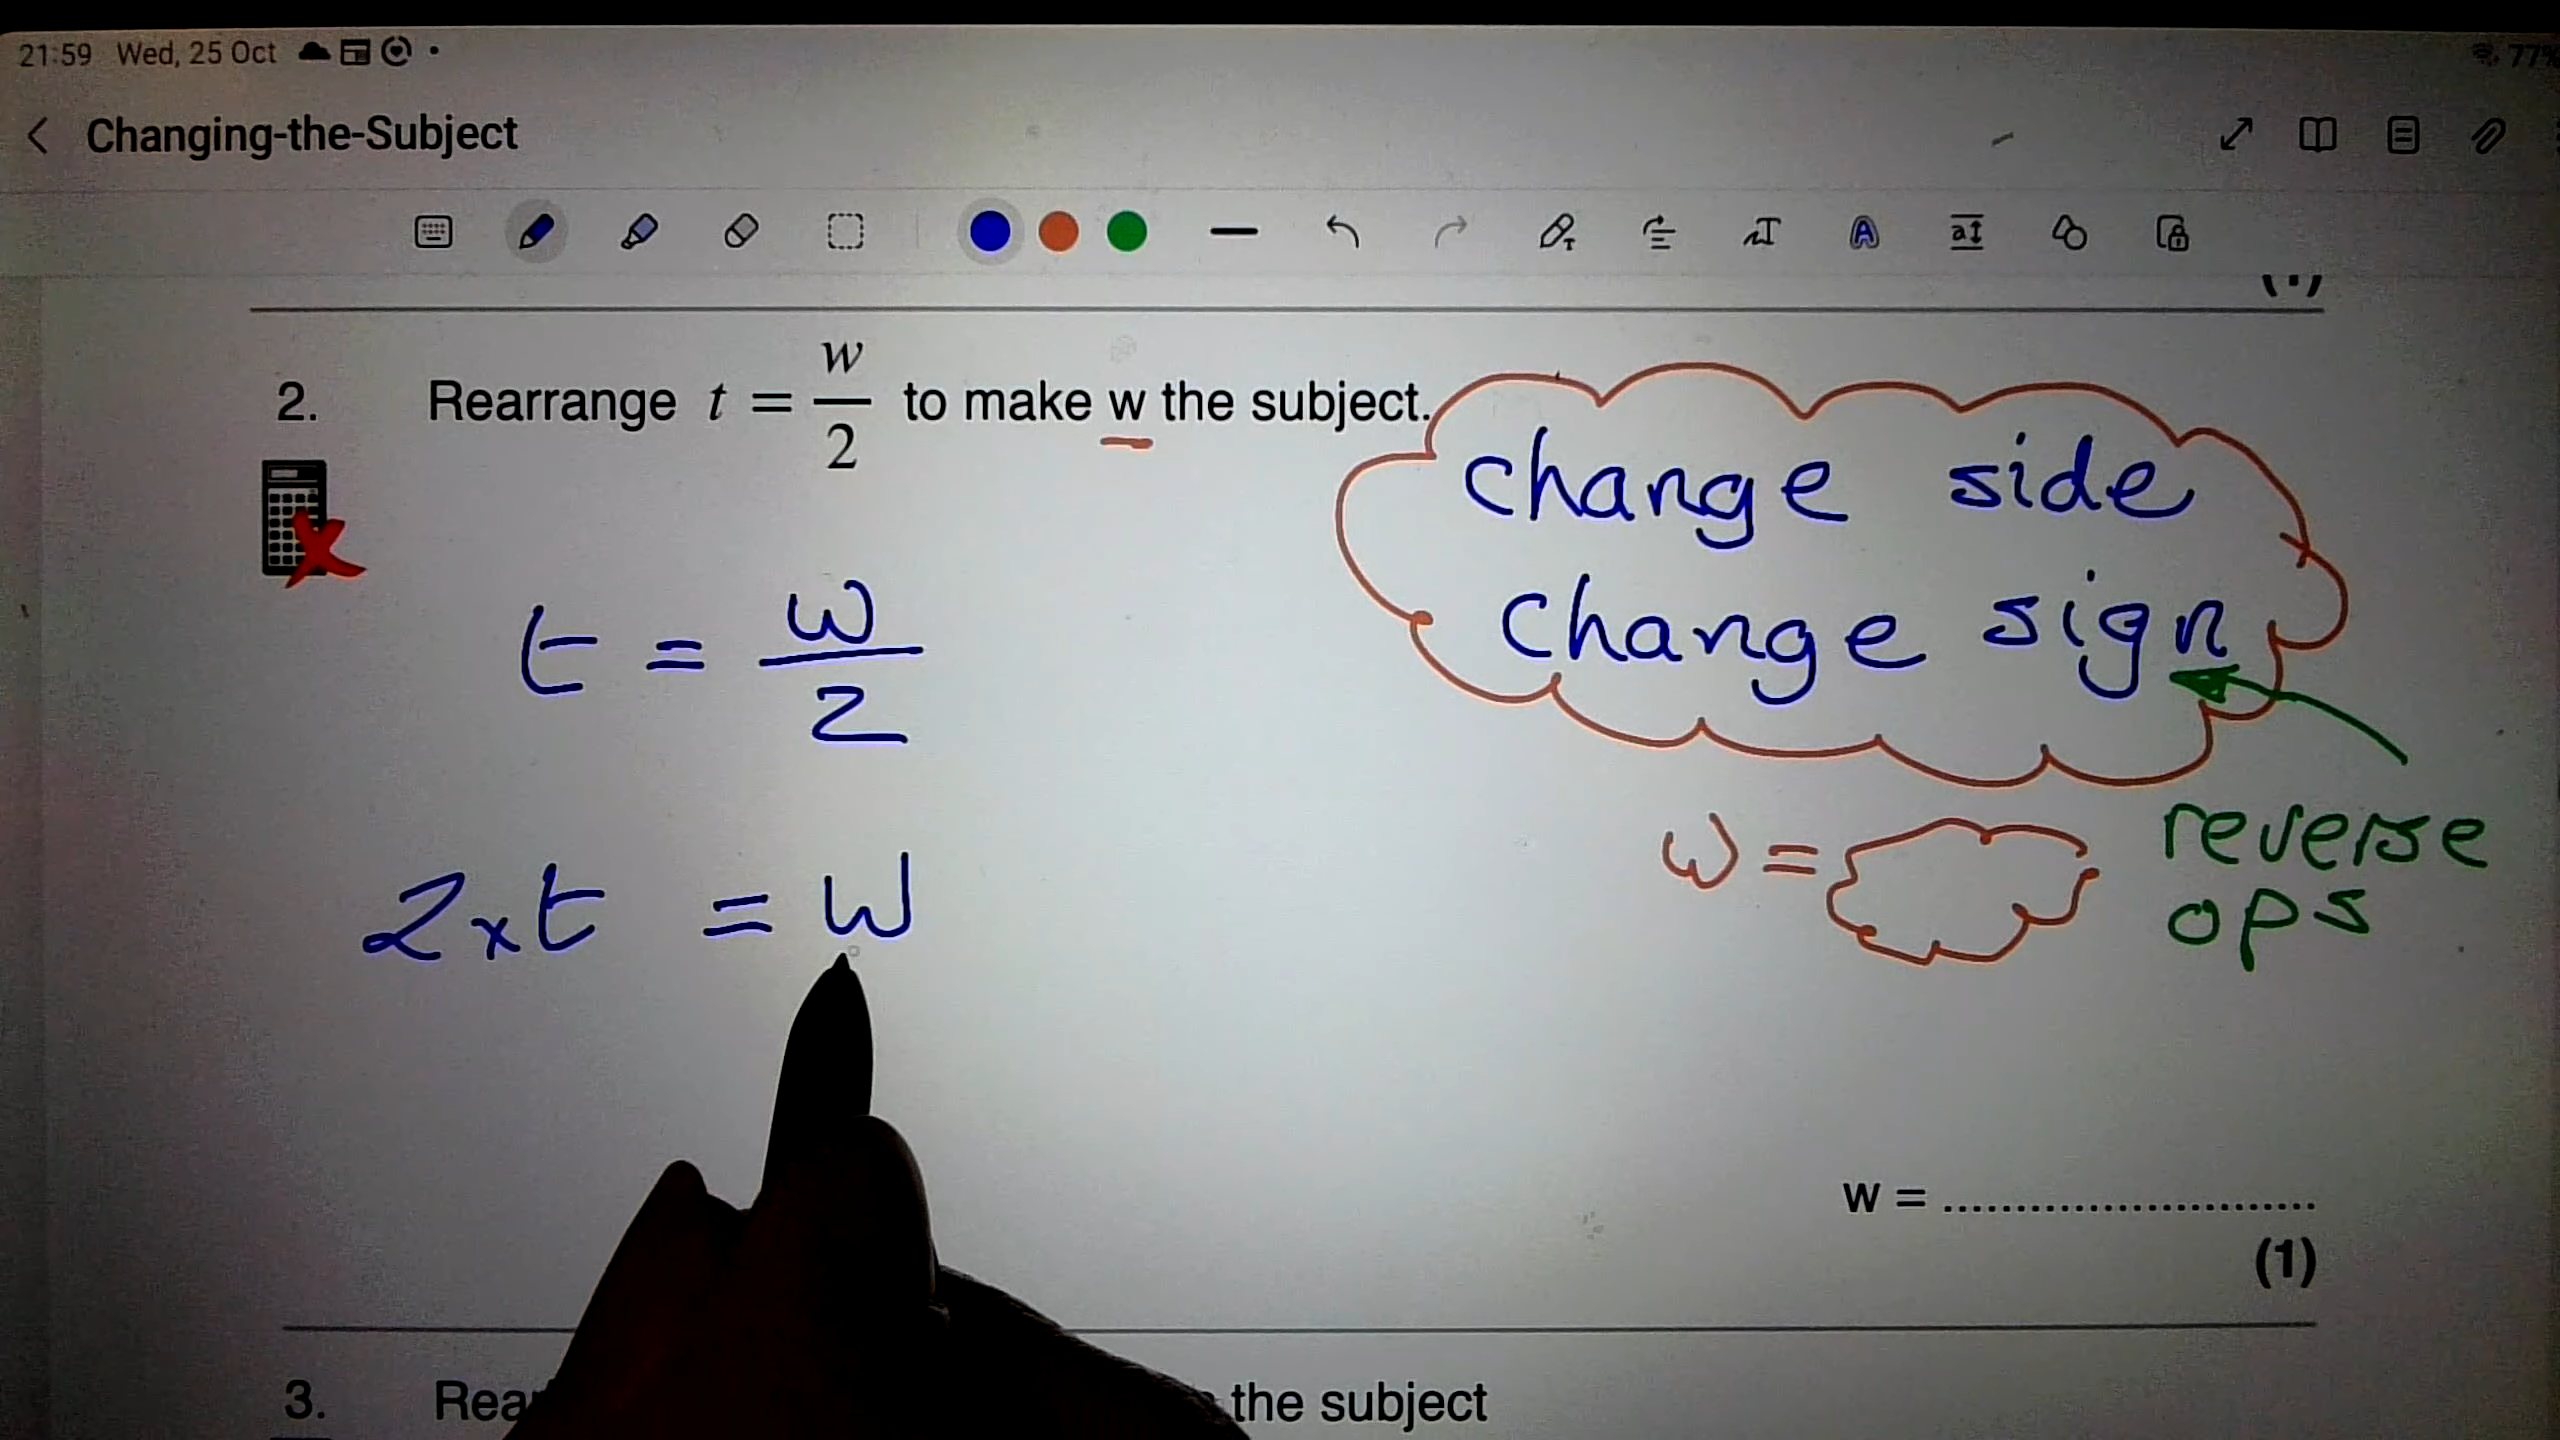 21:59 Wed, 25 Oct
77%
Changing-the-Subject
2. Rearrange t = w/2 to make w the subject.
change side
change sign
t = w/2
w =
reverse
ops
2 x t = w
w = ..........................
(1)
3. the subject